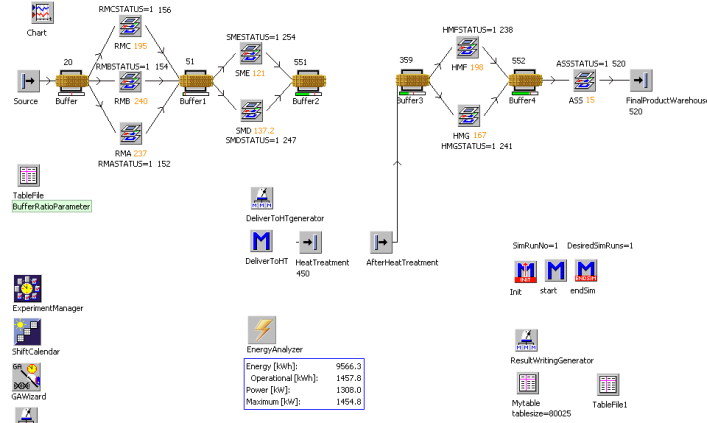 RMCSTATUS=1 156
Chart
20
RMC 195
RMBSTATUS=1 154
51
SMESTATUS=1 254
SME 121
551
359
HMFSTATUS=1 238
HMF 198
552
ASSSTATUS=1 520
Source
Buffer
RMB 240
Buffer1
Buffer2
Buffer3
Buffer4
ASS 15
FinalProductWarehouse
520
SMD 137.2
SMDSTATUS=1 247
HMG 167
HMGSTATUS=1 241
RMA 237
RMASTATUS=1 152
TableFile
BufferRatioParameter
M M M
DeliverToHTgenerator
M
DeliverToHT
HeatTreatment
450
AfterHeatTreatment
SimRunNo=1 DesiredSimRuns=1
INIT
M
M
ENDSIM
Init
start
endSim
ExperimentManager
ShiftCalendar
GA
GAWizard
EnergyAnalyzer
Energy [kWh]: 9566.3
Operational [kWh]: 1457.8
Power [kW]: 1308.0
Maximum [kW]: 1454.8
M M M
ResultWritingGenerator
Mytable
tablesize=80025
TableFile1